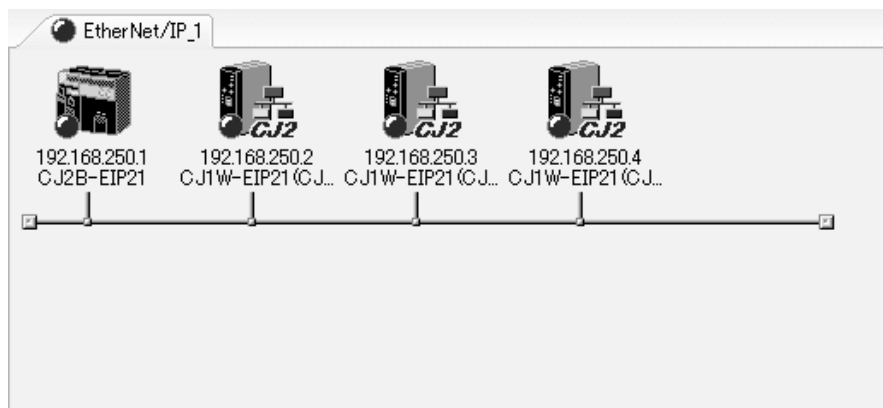 EtherNet/IP_1
CJ2 CJ2 CJ2
192.168.250.1 192.168.250.2 192.168.250.3 192.168.250.4
CJ2B-EIP21 CJ1W-EIP21 (CJ... CJ1W-EIP21 (CJ... CJ1W-EIP21 (CJ...